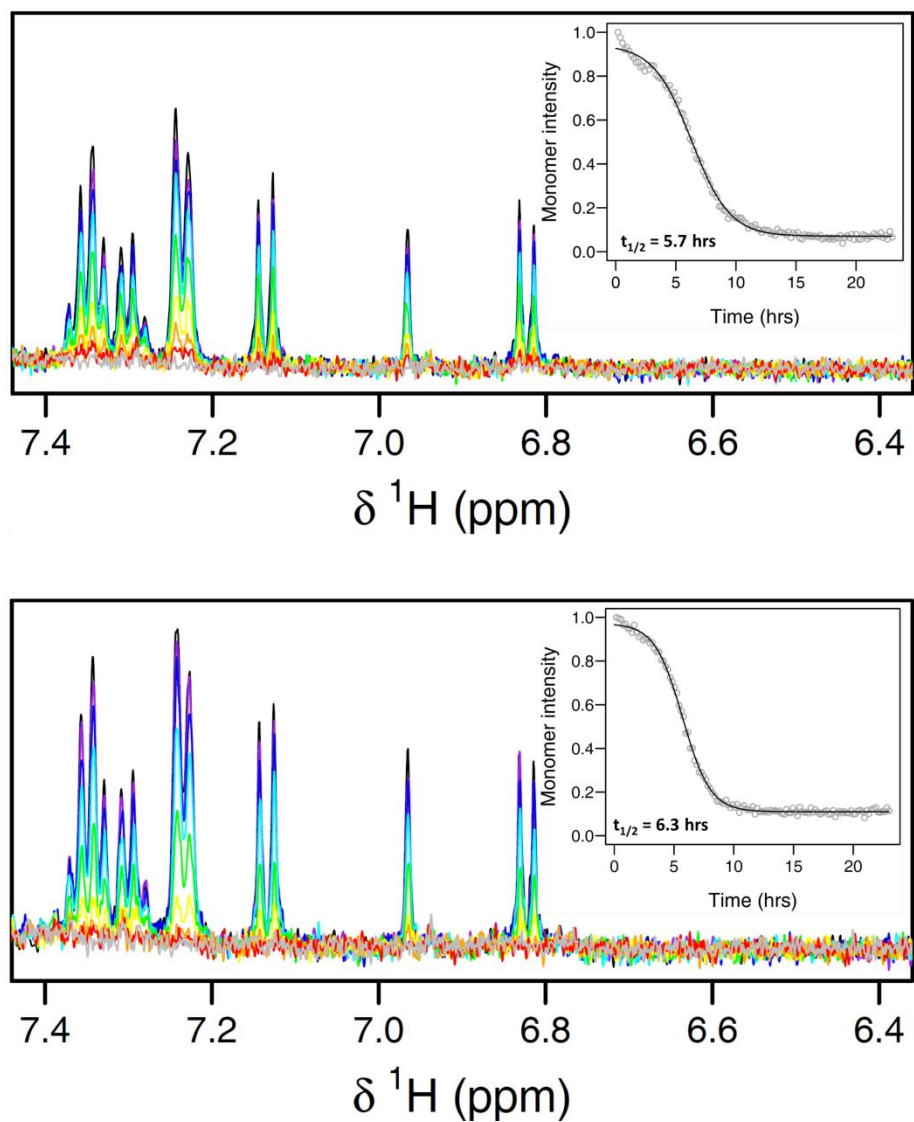 1.0
0.8
0.6
0.4
0.2
0.0
Monomer intensity
t1/2 = 5.7 hrs
0 5 10 15 20
Time (hrs)
7.4 7.2 7.0 6.8 6.6 6.4
δ ¹H (ppm)
1.0
0.8
0.6
0.4
0.2
0.0
Monomer intensity
t1/2 = 6.3 hrs
0 5 10 15 20
Time (hrs)
7.4 7.2 7.0 6.8 6.6 6.4
δ ¹H (ppm)